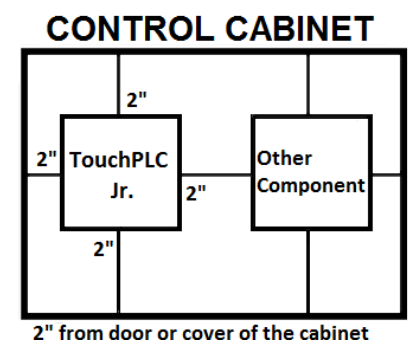 CONTROL CABINET
2"
2"
TouchPLC
Jr.
2"
2"
Other
Component
2" from door or cover of the cabinet